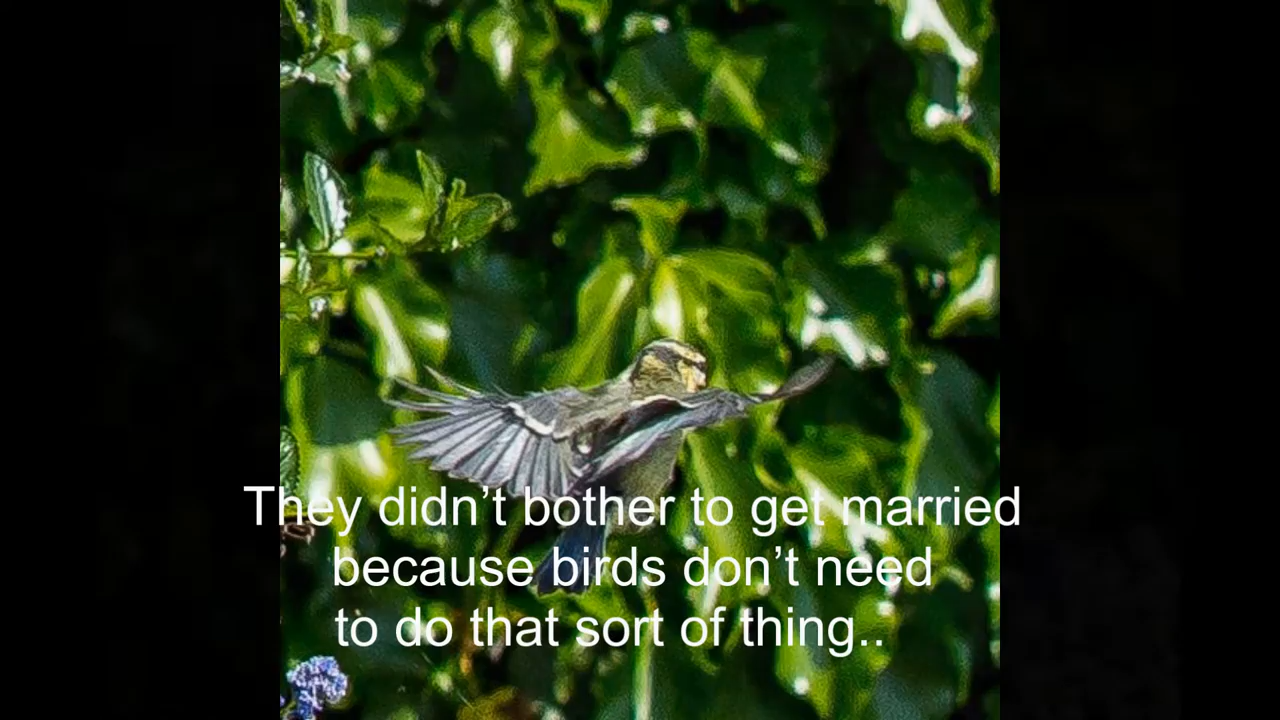 They didn’t bother to get married
because birds don’t need
to do that sort of thing..